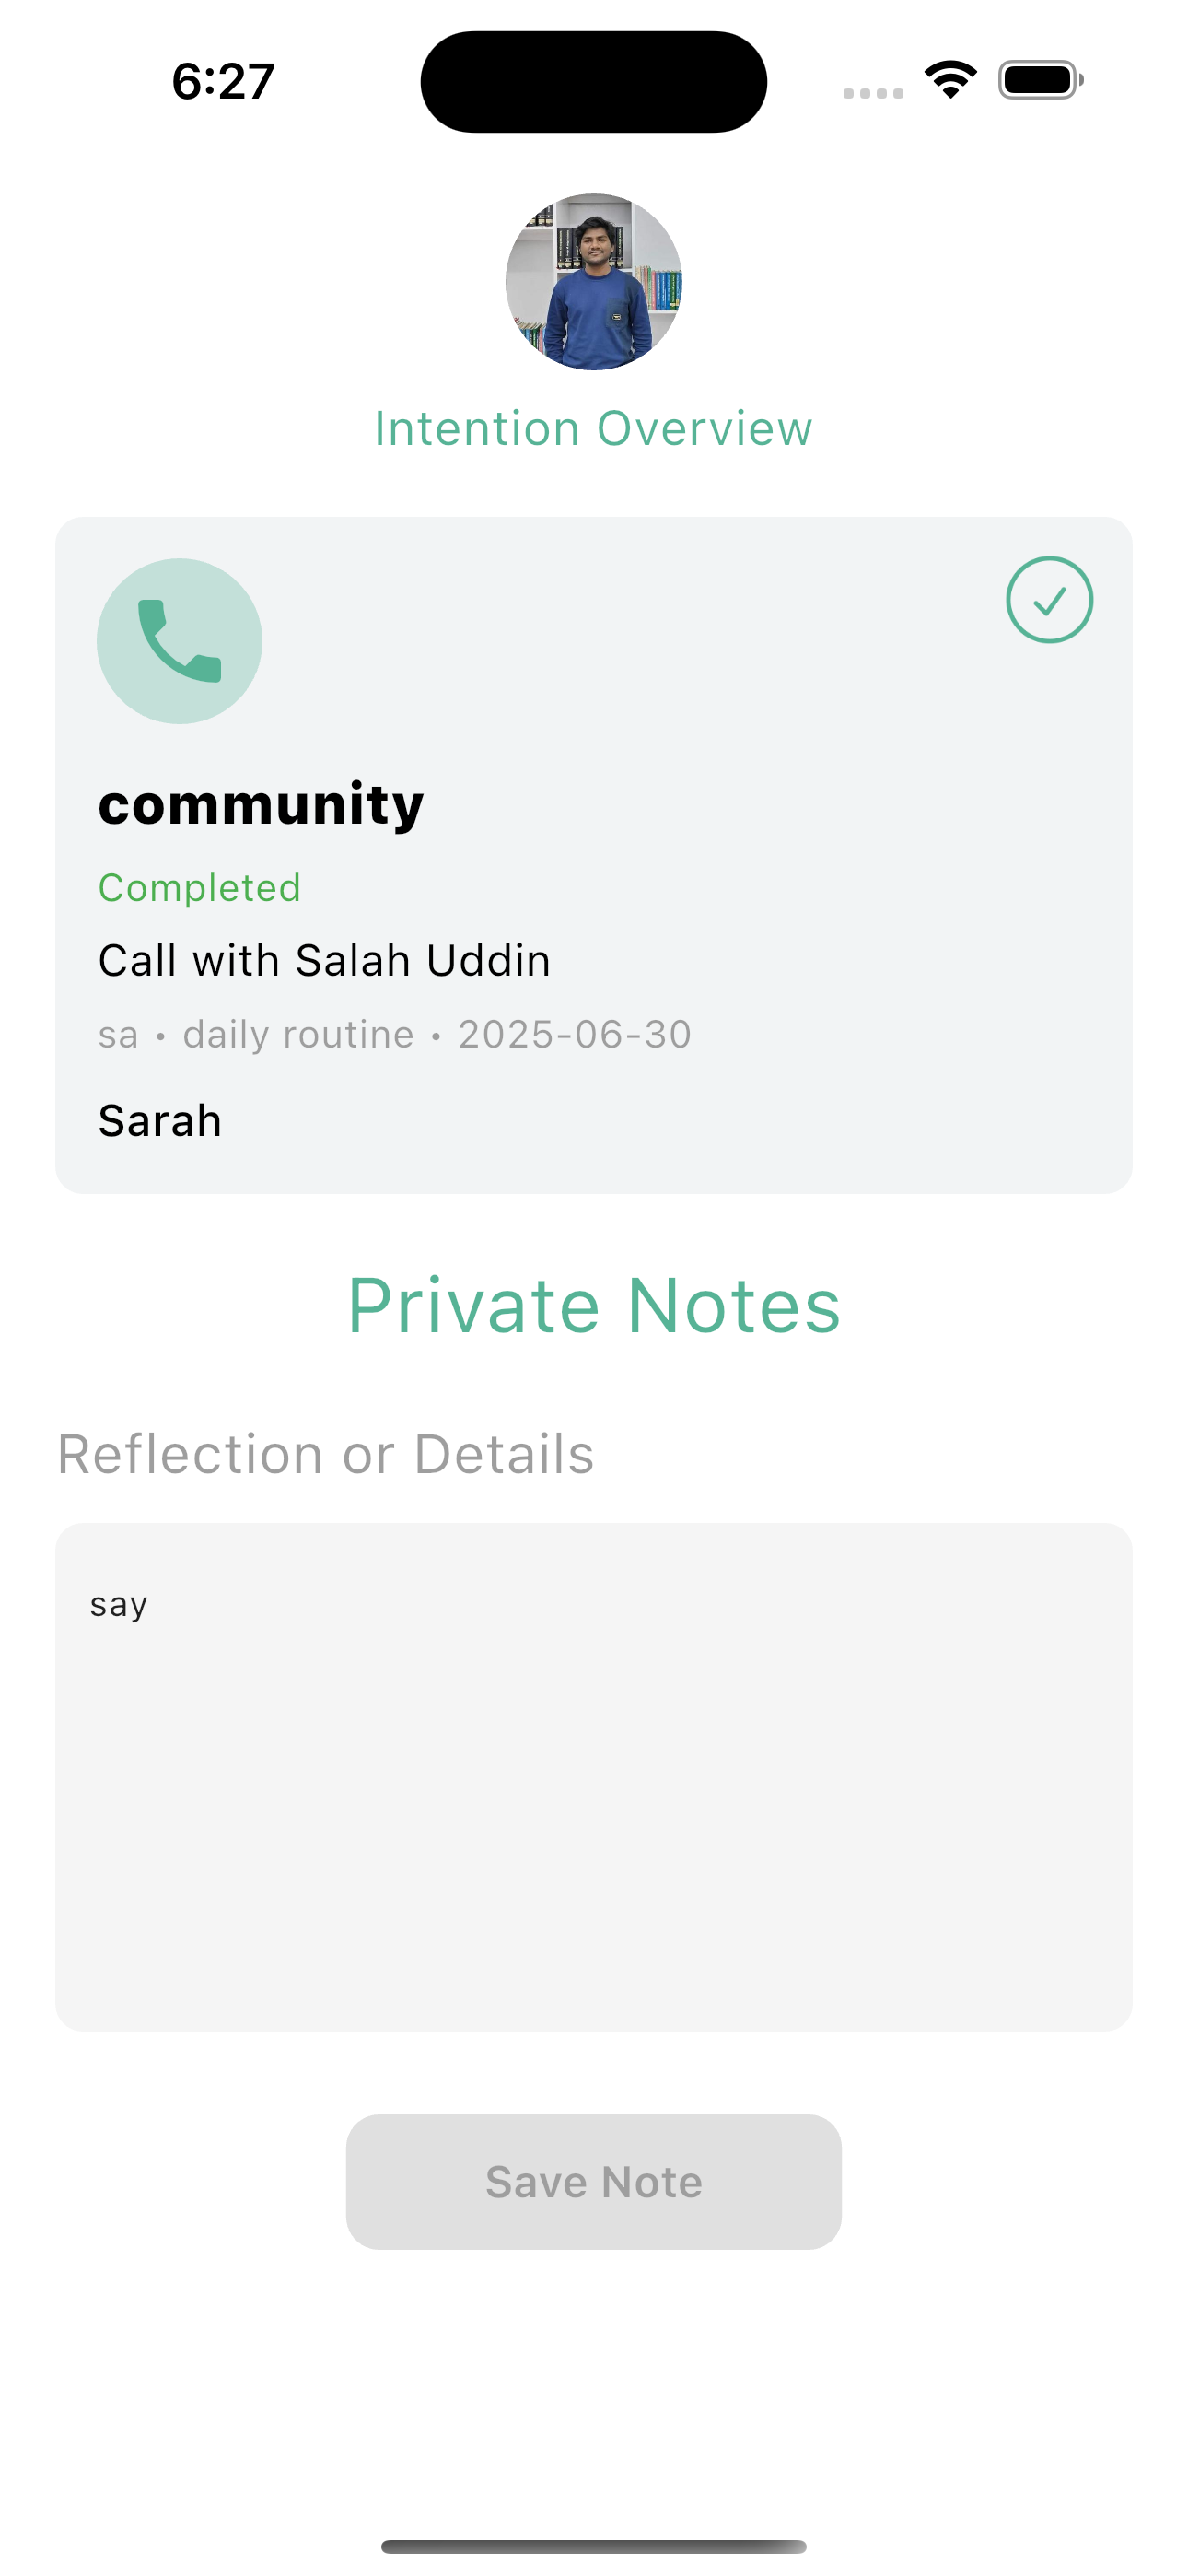 6:27
Intention Overview
community
Completed
Call with Salah Uddin
sa • daily routine • 2025-06-30
Sarah
Private Notes
Reflection or Details
say
Save Note